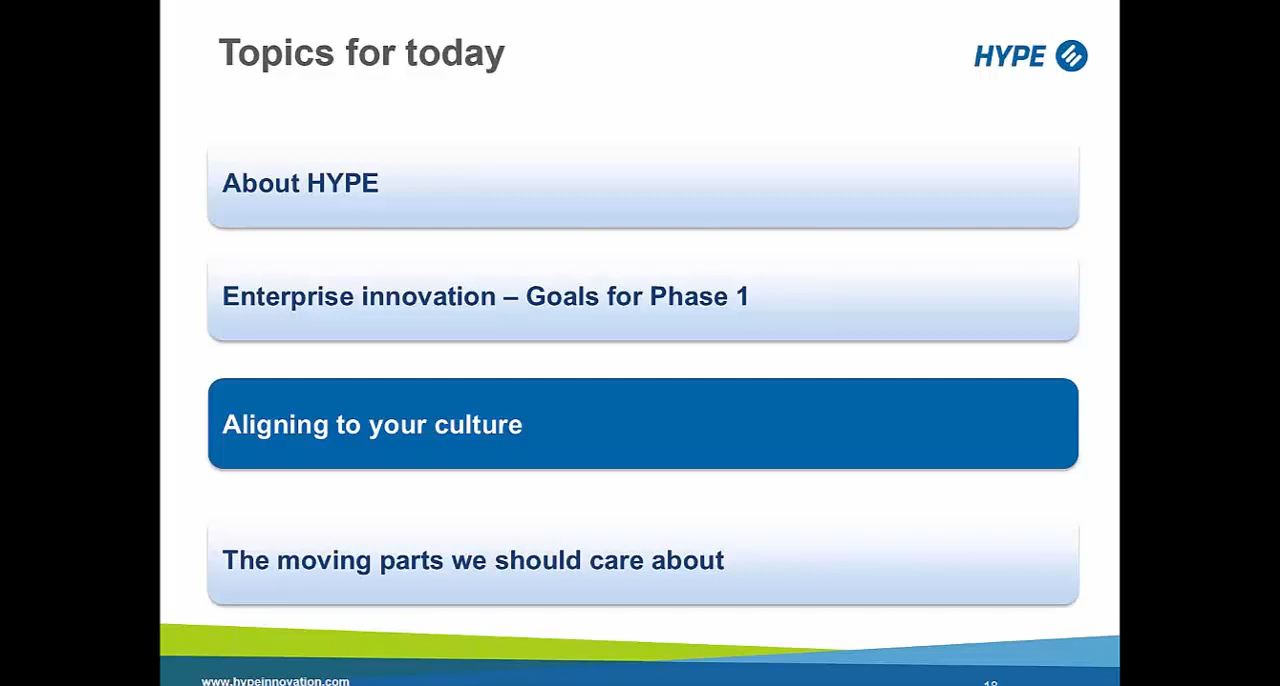 Topics for today
HYPE
About HYPE
Enterprise innovation – Goals for Phase 1
Aligning to your culture
The moving parts we should care about
www.hypeinnovation.com
18